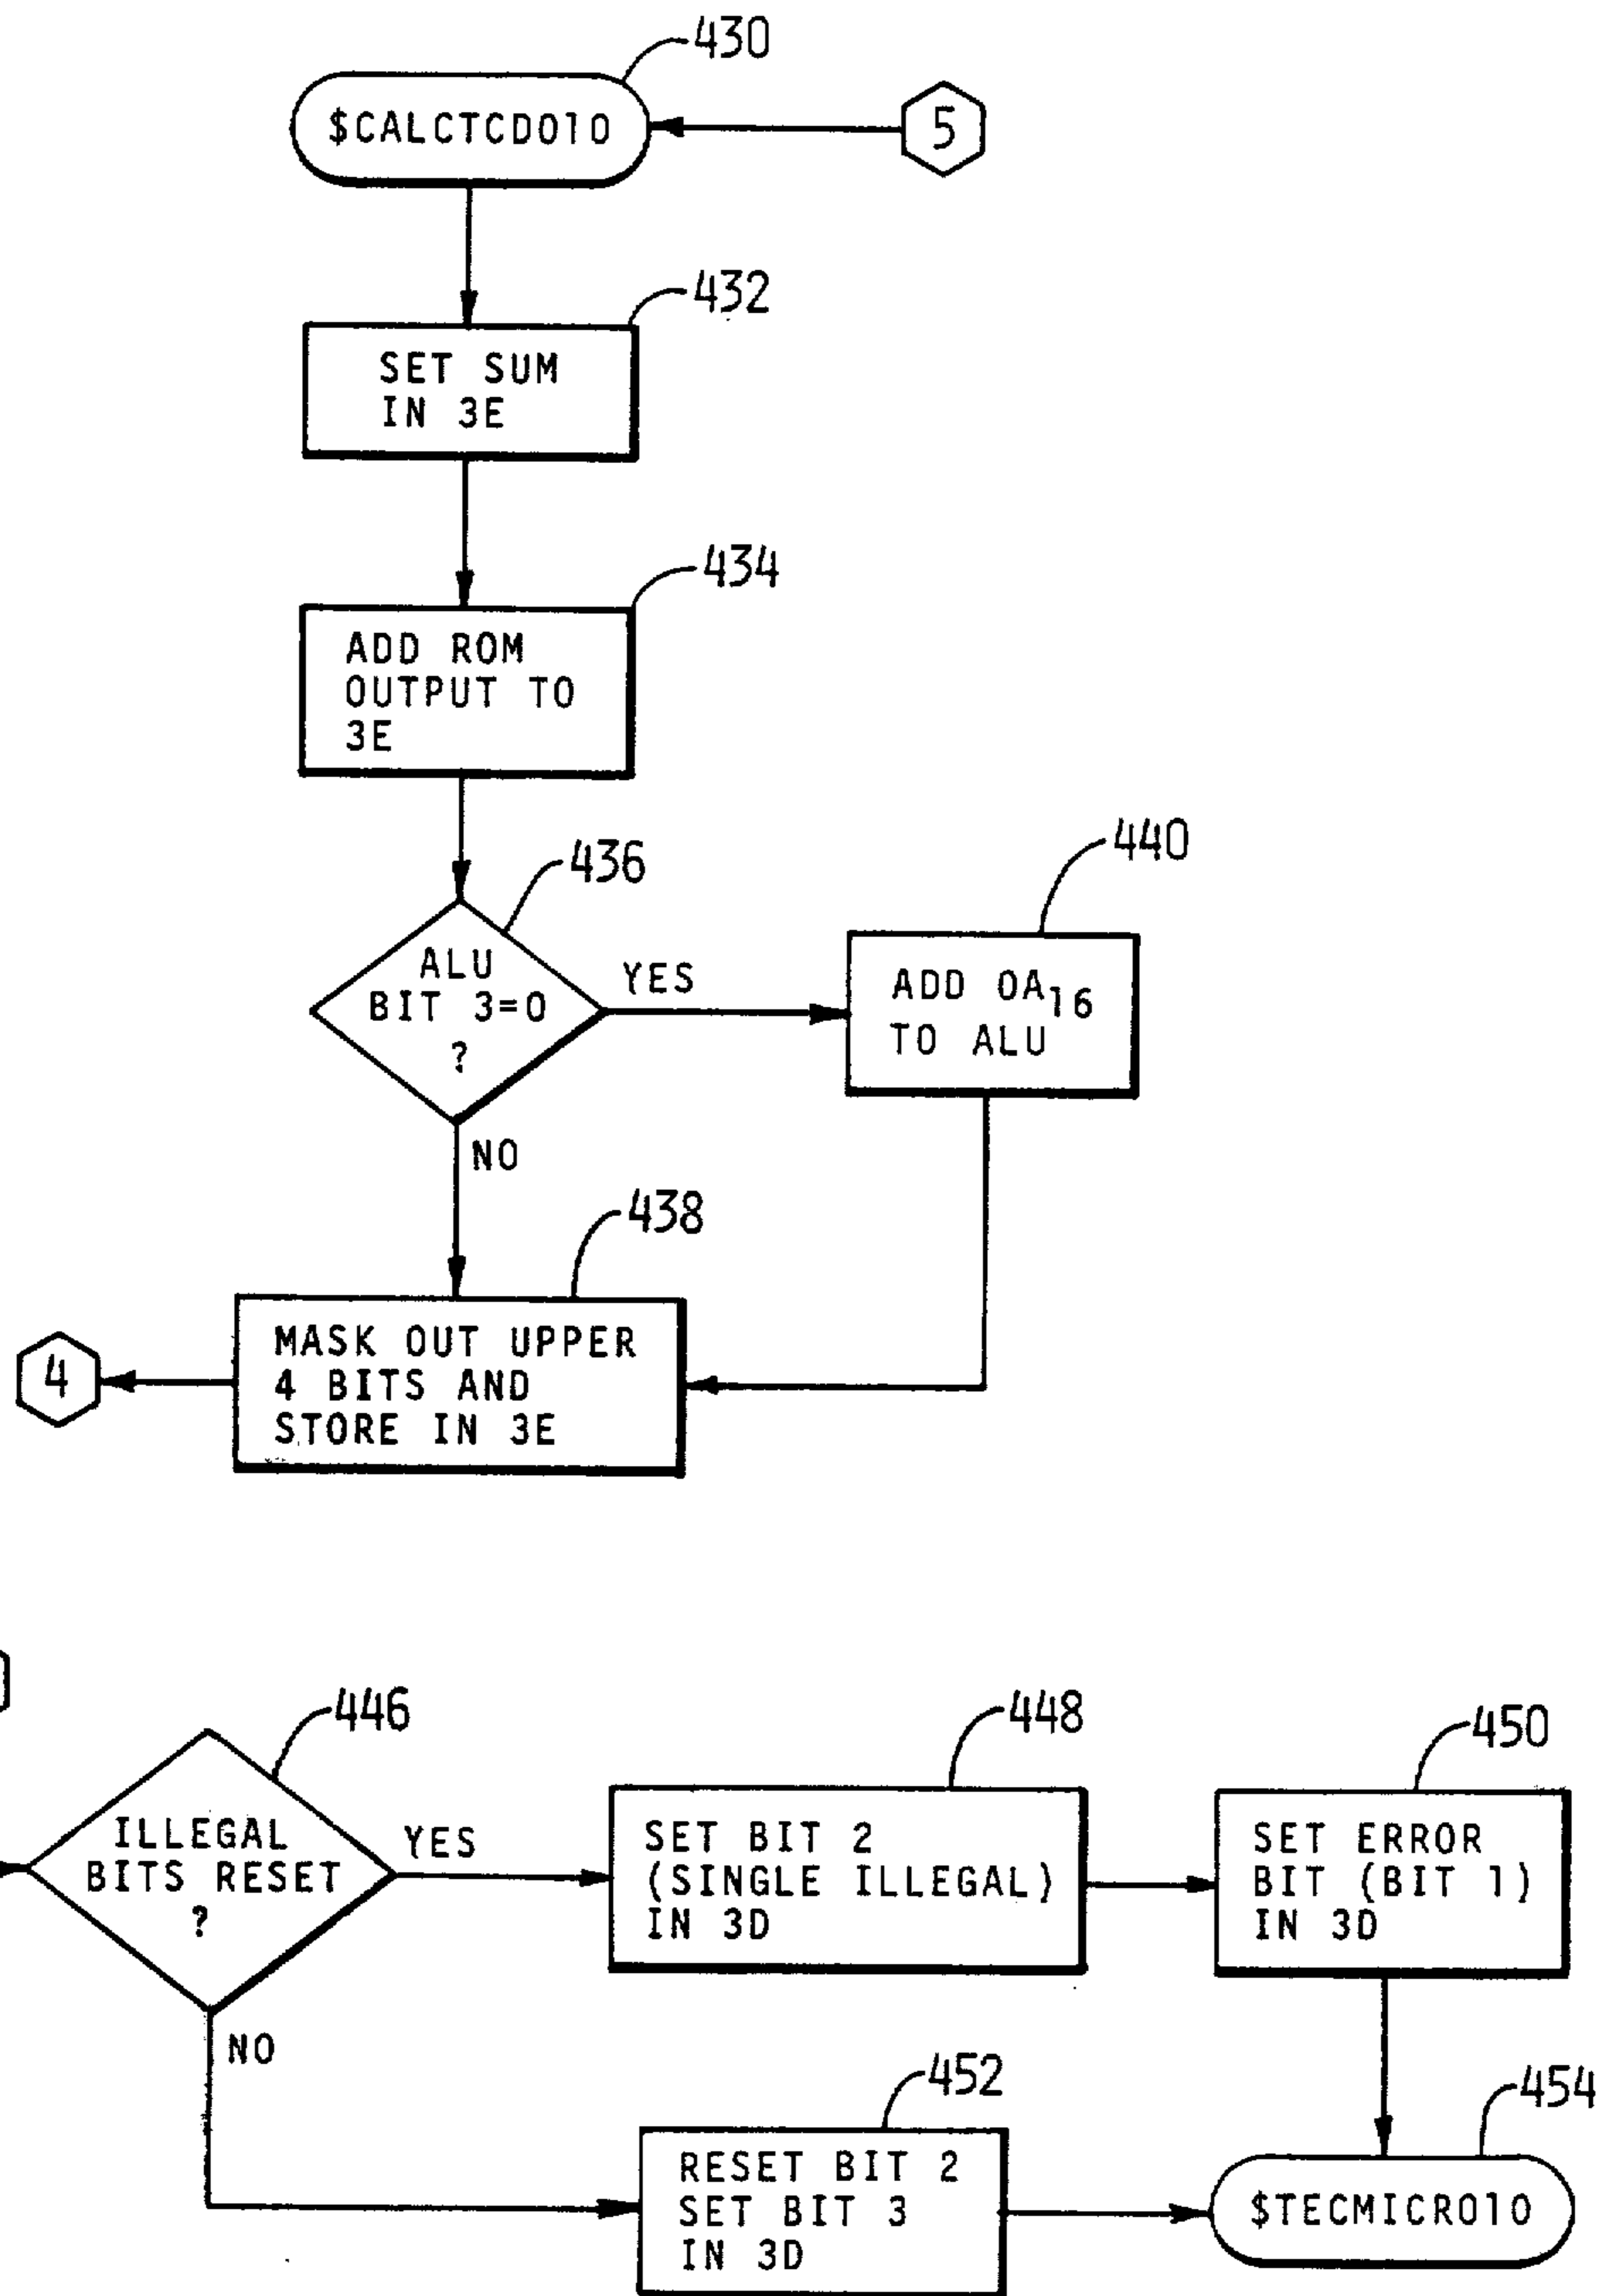 430
$CALCTCD010
5
432
SET SUM
IN 3E
434
ADD ROM
OUTPUT TO
3E
436
ALU
BIT 3=0
?
YES
440
ADD 0A16
TO ALU
NO
438
MASK OUT UPPER
4 BITS AND
STORE IN 3E
4
446
ILLEGAL
BITS RESET
?
YES
448
SET BIT 2
(SINGLE ILLEGAL)
IN 3D
450
SET ERROR
BIT (BIT 1)
IN 3D
NO
452
RESET BIT 2
SET BIT 3
IN 3D
454
$TECMICRO10